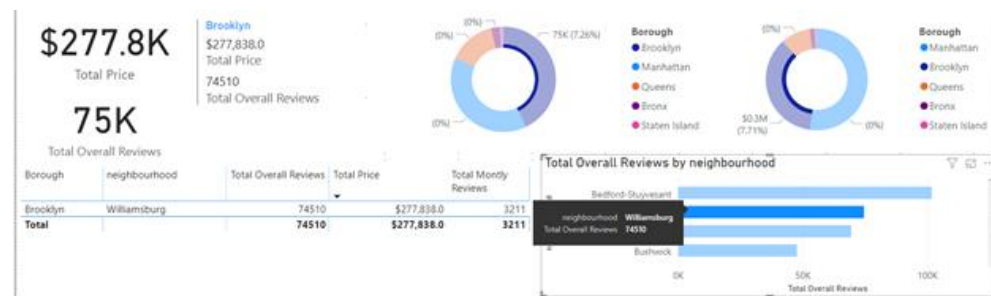 $277.8K
Total Price
75K
Total Overall Reviews
Brooklyn
$277,838.0
Total Price
74510
Total Overall Reviews
(0%)
(0%)
75K (7.26%)
(0%)
Borough
Brooklyn
Manhattan
Queens
Bronx
Staten Island
(0%)
$0.3M
(7.71%)
(0%)
Borough
Manhattan
Brooklyn
Queens
Bronx
Staten Island
Borough neighbourhood Total Overall Reviews Total Price Total Montly
Reviews
Brooklyn Williamsburg 74510 $277,838.0 3211
Total 74510 $277,838.0 3211
Total Overall Reviews by neighbourhood
Bedford-Stuyvesant
neighbourhood Williamsburg
Total Overall Reviews 74510
Bushwick
0K 50K 100K
Total Overall Reviews